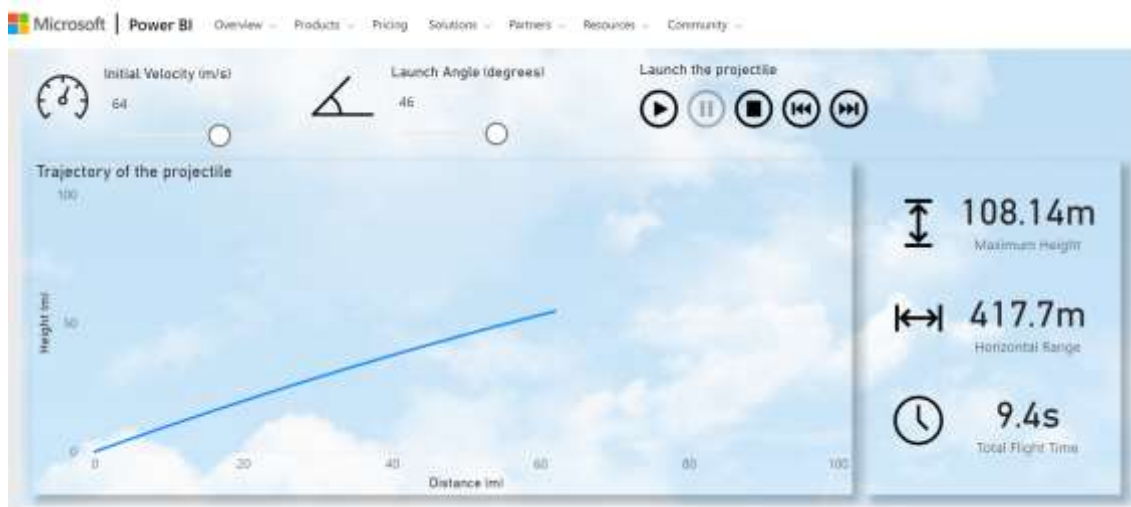 Microsoft | Power BI Overview Products Pricing Solutions Partners Resources Community
Initial Velocity (m/s)
64
Launch Angle (degrees)
46
Launch the projectile
Trajectory of the projectile
100
50
0
Height (m)
0 20 40 60 80 100
Distance (m)
108.14m
Maximum Height
417.7m
Horizontal Range
9.4s
Total Flight Time